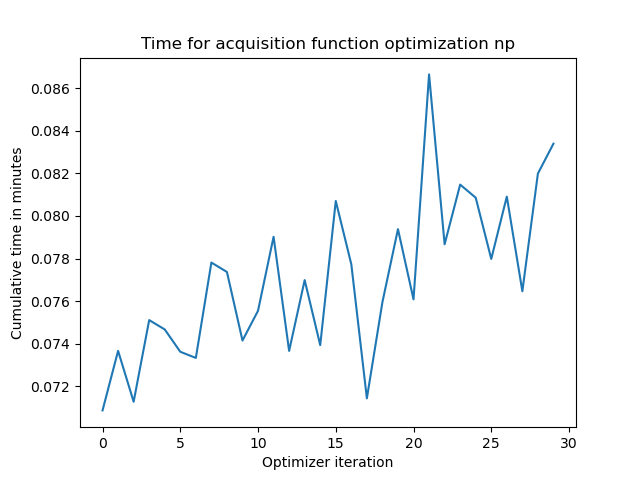 Time for acquisition function optimization np
Cumulative time in minutes
0.086
0.084
0.082
0.080
0.078
0.076
0.074
0.072
0 5 10 15 20 25 30
Optimizer iteration